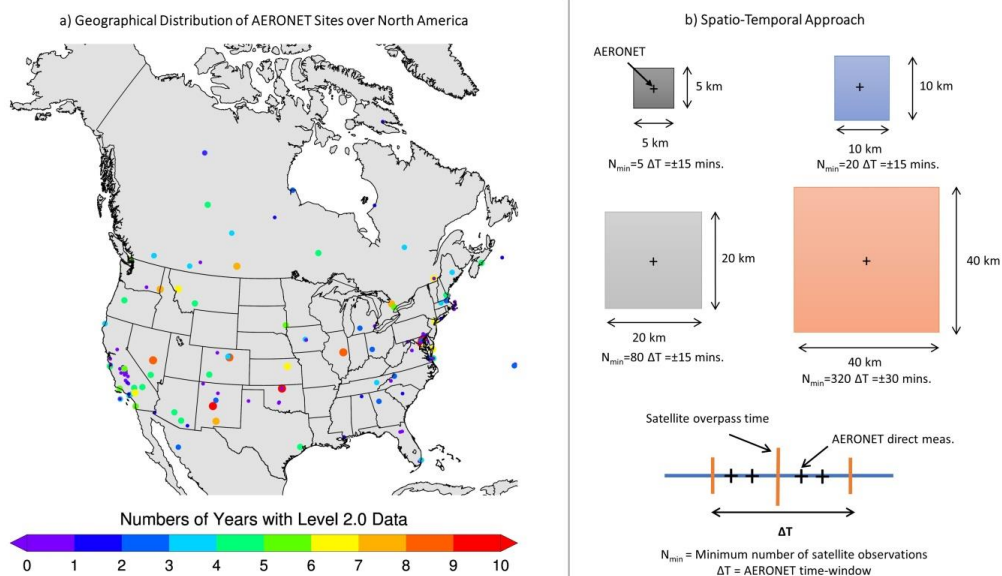 a) Geographical Distribution of AERONET Sites over North America
Numbers of Years with Level 2.0 Data
0 1 2 3 4 5 6 7 8 9 10
b) Spatio-Temporal Approach
AERONET
5 km
5 km
Nmin=5 ΔT =±15 mins.
10 km
10 km
Nmin=20 ΔT =±15 mins.
20 km
20 km
Nmin=80 ΔT =±15 mins.
40 km
40 km
Nmin=320 ΔT =±30 mins.
Satellite overpass time
AERONET direct meas.
ΔT
Nmin = Minimum number of satellite observations
ΔT = AERONET time-window